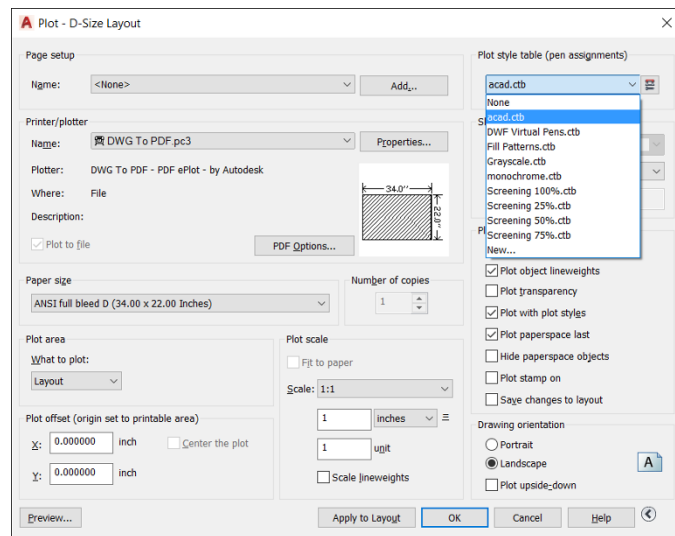 Plot - D-Size Layout
Page setup
Name: <None> Add...
Printer/plotter
Name: DWG To PDF.pc3 Properties...
Plotter: DWG To PDF - PDF ePlot - by Autodesk
Where: File
Description:
Plot to file
PDF Options...
34.0''
22.0''
Paper size
ANSI full bleed D (34.00 x 22.00 Inches)
Number of copies
1
Plot area
What to plot:
Layout
Plot offset (origin set to printable area)
X: 0.000000 inch Center the plot
Y: 0.000000 inch
Plot scale
Fit to paper
Scale: 1:1
1 inches =
1 unit
Scale lineweights
Plot style table (pen assignments)
acad.ctb
None
acad.ctb
DWF Virtual Pens.ctb
Fill Patterns.ctb
Grayscale.ctb
monochrome.ctb
Screening 100%.ctb
Screening 25%.ctb
Screening 50%.ctb
Screening 75%.ctb
New...
Plot object lineweights
Plot transparency
Plot with plot styles
Plot paperspace last
Hide paperspace objects
Plot stamp on
Save changes to layout
Drawing orientation
Portrait
Landscape
Plot upside-down
A
Preview... Apply to Layout OK Cancel Help